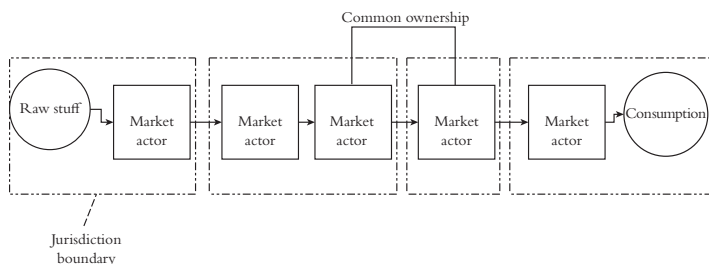 Common ownership
Raw stuff
Market
actor
Market
actor
Market
actor
Market
actor
Market
actor
Consumption
Jurisdiction
boundary